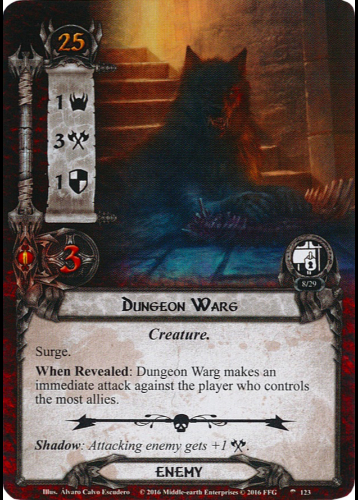 25
1
3
1
3
8/29
Dungeon Warg
Creature.
Surge.
When Revealed: Dungeon Warg makes an
immediate attack against the player who controls
the most allies.
Shadow: Attacking enemy gets +1 .
ENEMY
Illus. Álvaro Calvo Escudero © 2016 Middle-earth Enterprises © 2016 FFG 123